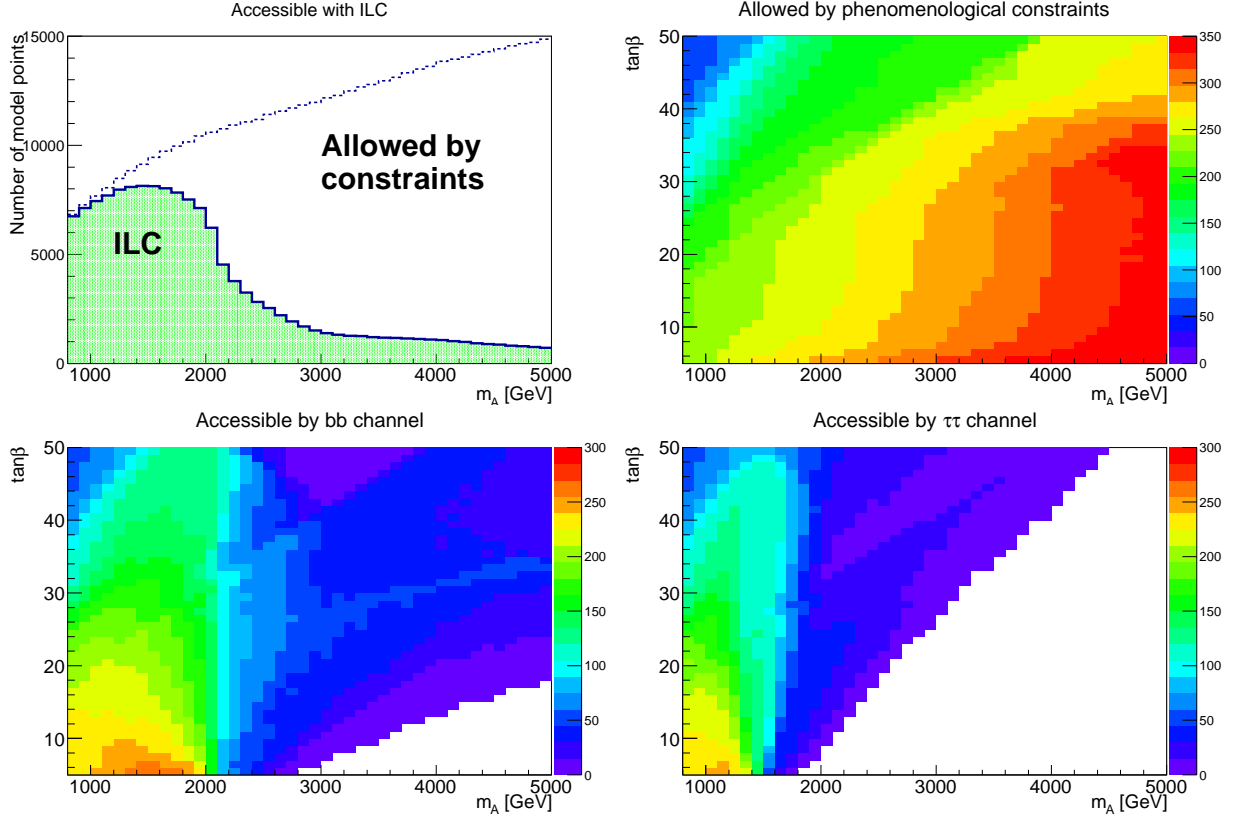 Accessible with ILC
Number of model points
15000
10000
5000
0
Allowed by
constraints
ILC
1000 2000 3000 4000 5000
m_A [GeV]
Allowed by phenomenological constraints
tanβ
50
40
30
20
10
1000 2000 3000 4000 5000
m_A [GeV]
350
300
250
200
150
100
50
0
Accessible by bb channel
tanβ
50
40
30
20
10
1000 2000 3000 4000 5000
m_A [GeV]
300
250
200
150
100
50
0
Accessible by ττ channel
tanβ
50
40
30
20
10
1000 2000 3000 4000 5000
m_A [GeV]
300
250
200
150
100
50
0